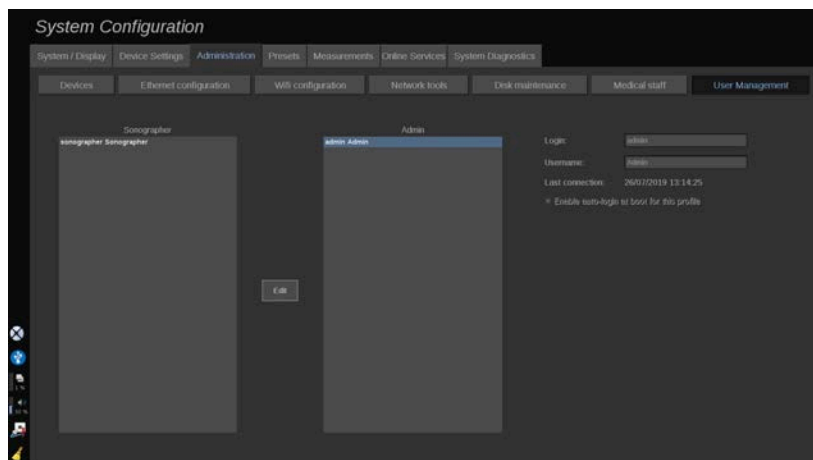 System Configuration
System / Display Device Settings Administration Presets Measurements Online Services System Diagnostics
Devices Ethernet configuration Wifi configuration Network tools Disk maintenance Medical staff User Management
Sonographer Admin
sonographer Sonographer admin Admin
Login: admin
Username: Admin
Last connection: 26/07/2019 13:14:25
Enable auto-login at boot for this profile
Edit
1 %